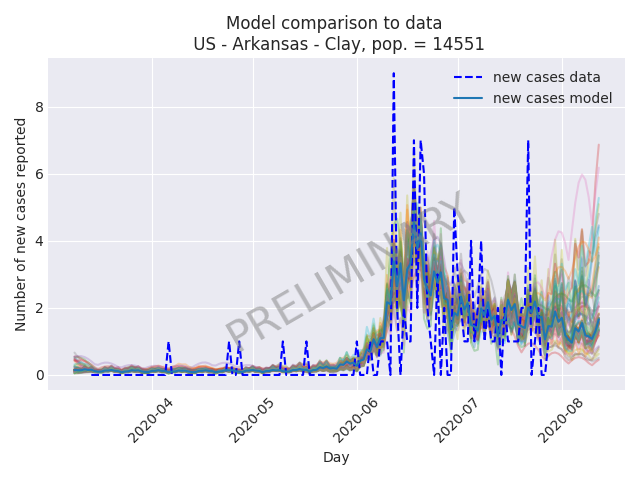 Model comparison to data
US - Arkansas - Clay, pop. = 14551
new cases data
new cases model
Number of new cases reported
8
6
4
2
0
PRELIMINARY
2020-04
2020-05
2020-06
2020-07
2020-08
Day